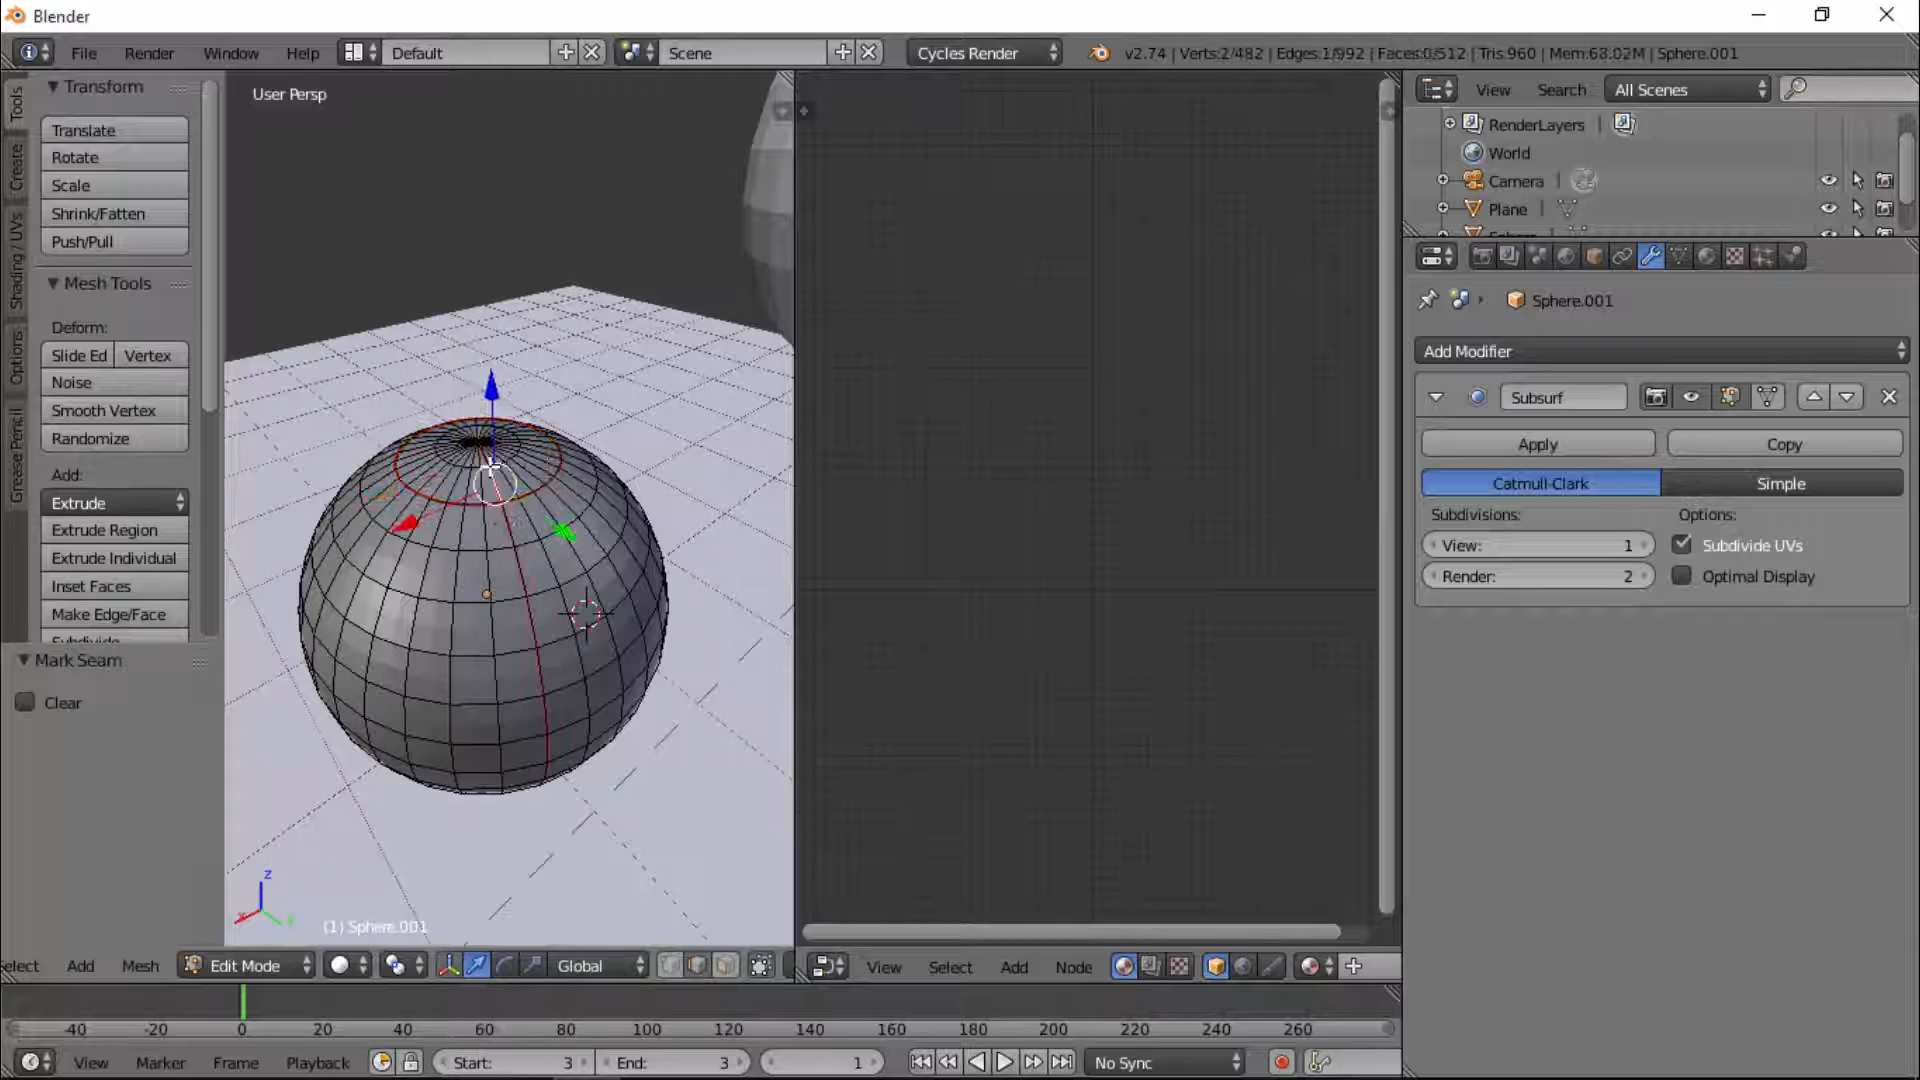 Blender
File Render Window Help Default Scene Cycles Render v2.74 | Verts:2/482 | Edges:1/992 | Faces:0/512 | Tris:960 | Mem:68.02M | Sphere.001
Tools
Create
Shading / UVs
Options
Grease Pencil
Transform
Translate
Rotate
Scale
Shrink/Fatten
Push/Pull
Mesh Tools
Deform:
Slide Ed Vertex
Noise
Smooth Vertex
Randomize
Add:
Extrude
Extrude Region
Extrude Individual
Inset Faces
Make Edge/Face
Subdivide
Mark Seam
Clear
User Persp
z
x
y
(1) Sphere.001
elect Add Mesh Edit Mode Global
View Select Add Node
View Search All Scenes
RenderLayers
World
Camera
Plane
Sphere.001
Add Modifier
Subsurf
Apply Copy
Catmull-Clark Simple
Subdivisions: Options:
View: 1 Subdivide UVs
Render: 2 Optimal Display
-40 -20 0 20 40 60 80 100 120 140 160 180 200 220 240 260
View Marker Frame Playback Start: 3 End: 3 1 No Sync